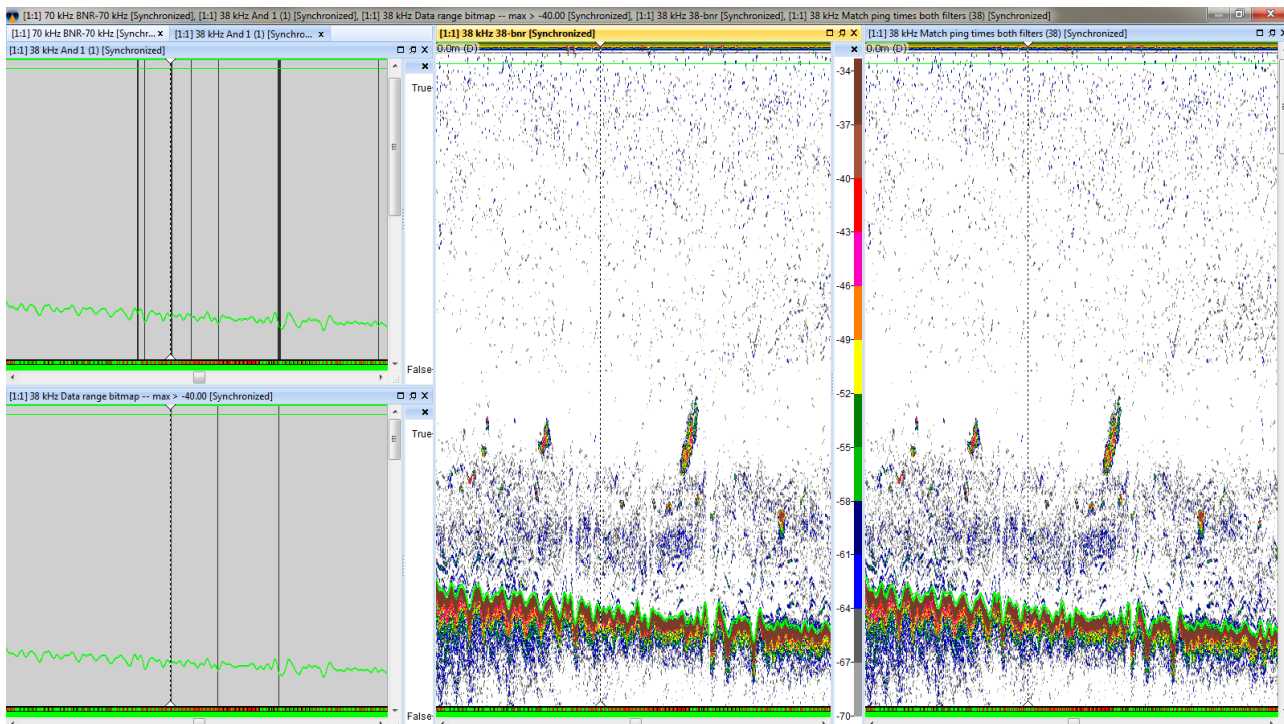 [1:1] 70 kHz BNR-70 kHz [Synchronized], [1:1] 38 kHz And 1 (1) [Synchronized], [1:1] 38 kHz Data range bitmap -- max > -40.00 [Synchronized], [1:1] 38 kHz 38-bnr [Synchronized], [1:1] 38 kHz Match ping times both filters (38) [Synchronized]
[1:1] 70 kHz BNR-70 kHz [Synchr... x
[1:1] 38 kHz And 1 (1) [Synchro... x
[1:1] 38 kHz And 1 (1) [Synchronized]
True
False
[1:1] 38 kHz Data range bitmap -- max > -40.00 [Synchronized]
True
False
[1:1] 38 kHz 38-bnr [Synchronized]
0.0m (D)
-34
-37
-40
-43
-46
-49
-52
-55
-58
-61
-64
-67
-70
[1:1] 38 kHz Match ping times both filters (38) [Synchronized]
0.0m (D)